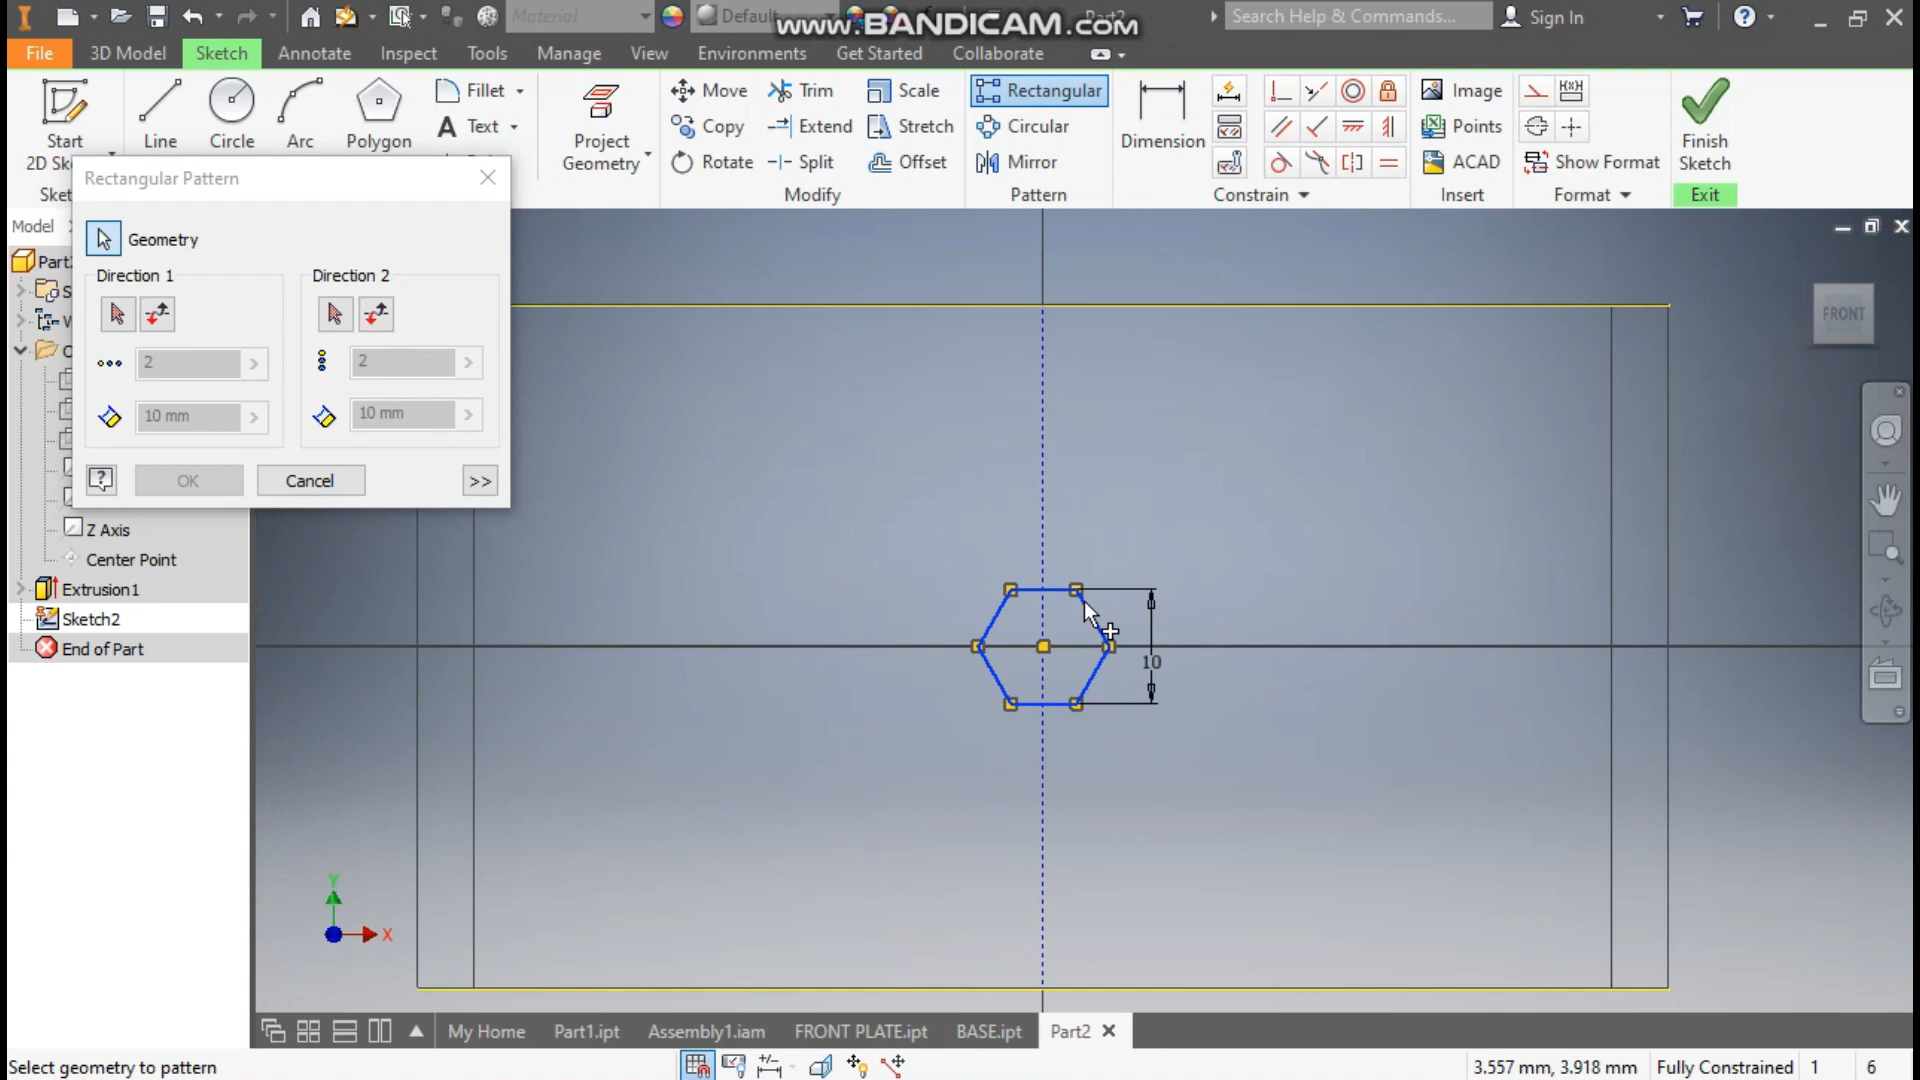 Material
Default
www.BANDICAM.com
Search Help & Commands...
Sign In
File
3D Model
Sketch
Annotate
Inspect
Tools
Manage
View
Environments
Get Started
Collaborate
Start
2D Sk
Line
Circle
Arc
Polygon
Fillet
Text
Project
Geometry
Move
Copy
Rotate
Trim
Extend
Split
Scale
Stretch
Offset
Modify
Rectangular
Circular
Mirror
Pattern
Dimension
Constrain
Image
Points
ACAD
Insert
Show Format
Format
Finish
Sketch
Exit
Sket
Rectangular Pattern
Geometry
Direction 1
Direction 2
2
2
10 mm
10 mm
OK
Cancel
>>
Model
Part
Z Axis
Center Point
Extrusion1
Sketch2
End of Part
FRONT
10
Y
X
My Home
Part1.ipt
Assembly1.iam
FRONT PLATE.ipt
BASE.ipt
Part2
Select geometry to pattern
3.557 mm, 3.918 mm
Fully Constrained
1
6